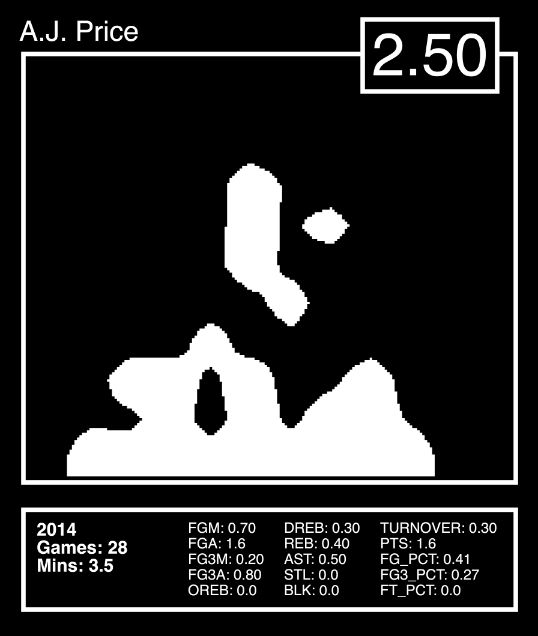 A.J. Price
2.50
2014
Games: 28
Mins: 3.5
FGM: 0.70
FGA: 1.6
FG3M: 0.20
FG3A: 0.80
OREB: 0.0
DREB: 0.30
REB: 0.40
AST: 0.50
STL: 0.0
BLK: 0.0
TURNOVER: 0.30
PTS: 1.6
FG_PCT: 0.41
FG3_PCT: 0.27
FT_PCT: 0.0